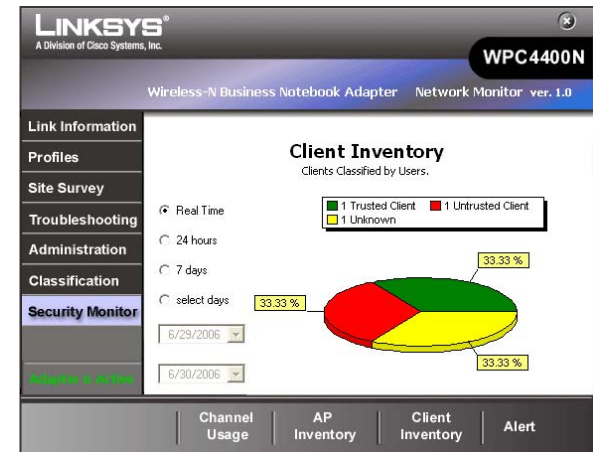 LINKSYS®
A Division of Cisco Systems, Inc.
WPC4400N
Wireless-N Business Notebook Adapter Network Monitor ver. 1.0
Link Information
Profiles
Site Survey
Troubleshooting
Administration
Classification
Security Monitor
Adapter is Active
Client Inventory
Clients Classified by Users.
Real Time
24 hours
7 days
select days
6/29/2006
6/30/2006
1 Trusted Client
1 Untrusted Client
1 Unknown
33.33 %
33.33 %
33.33 %
Channel Usage
AP Inventory
Client Inventory
Alert